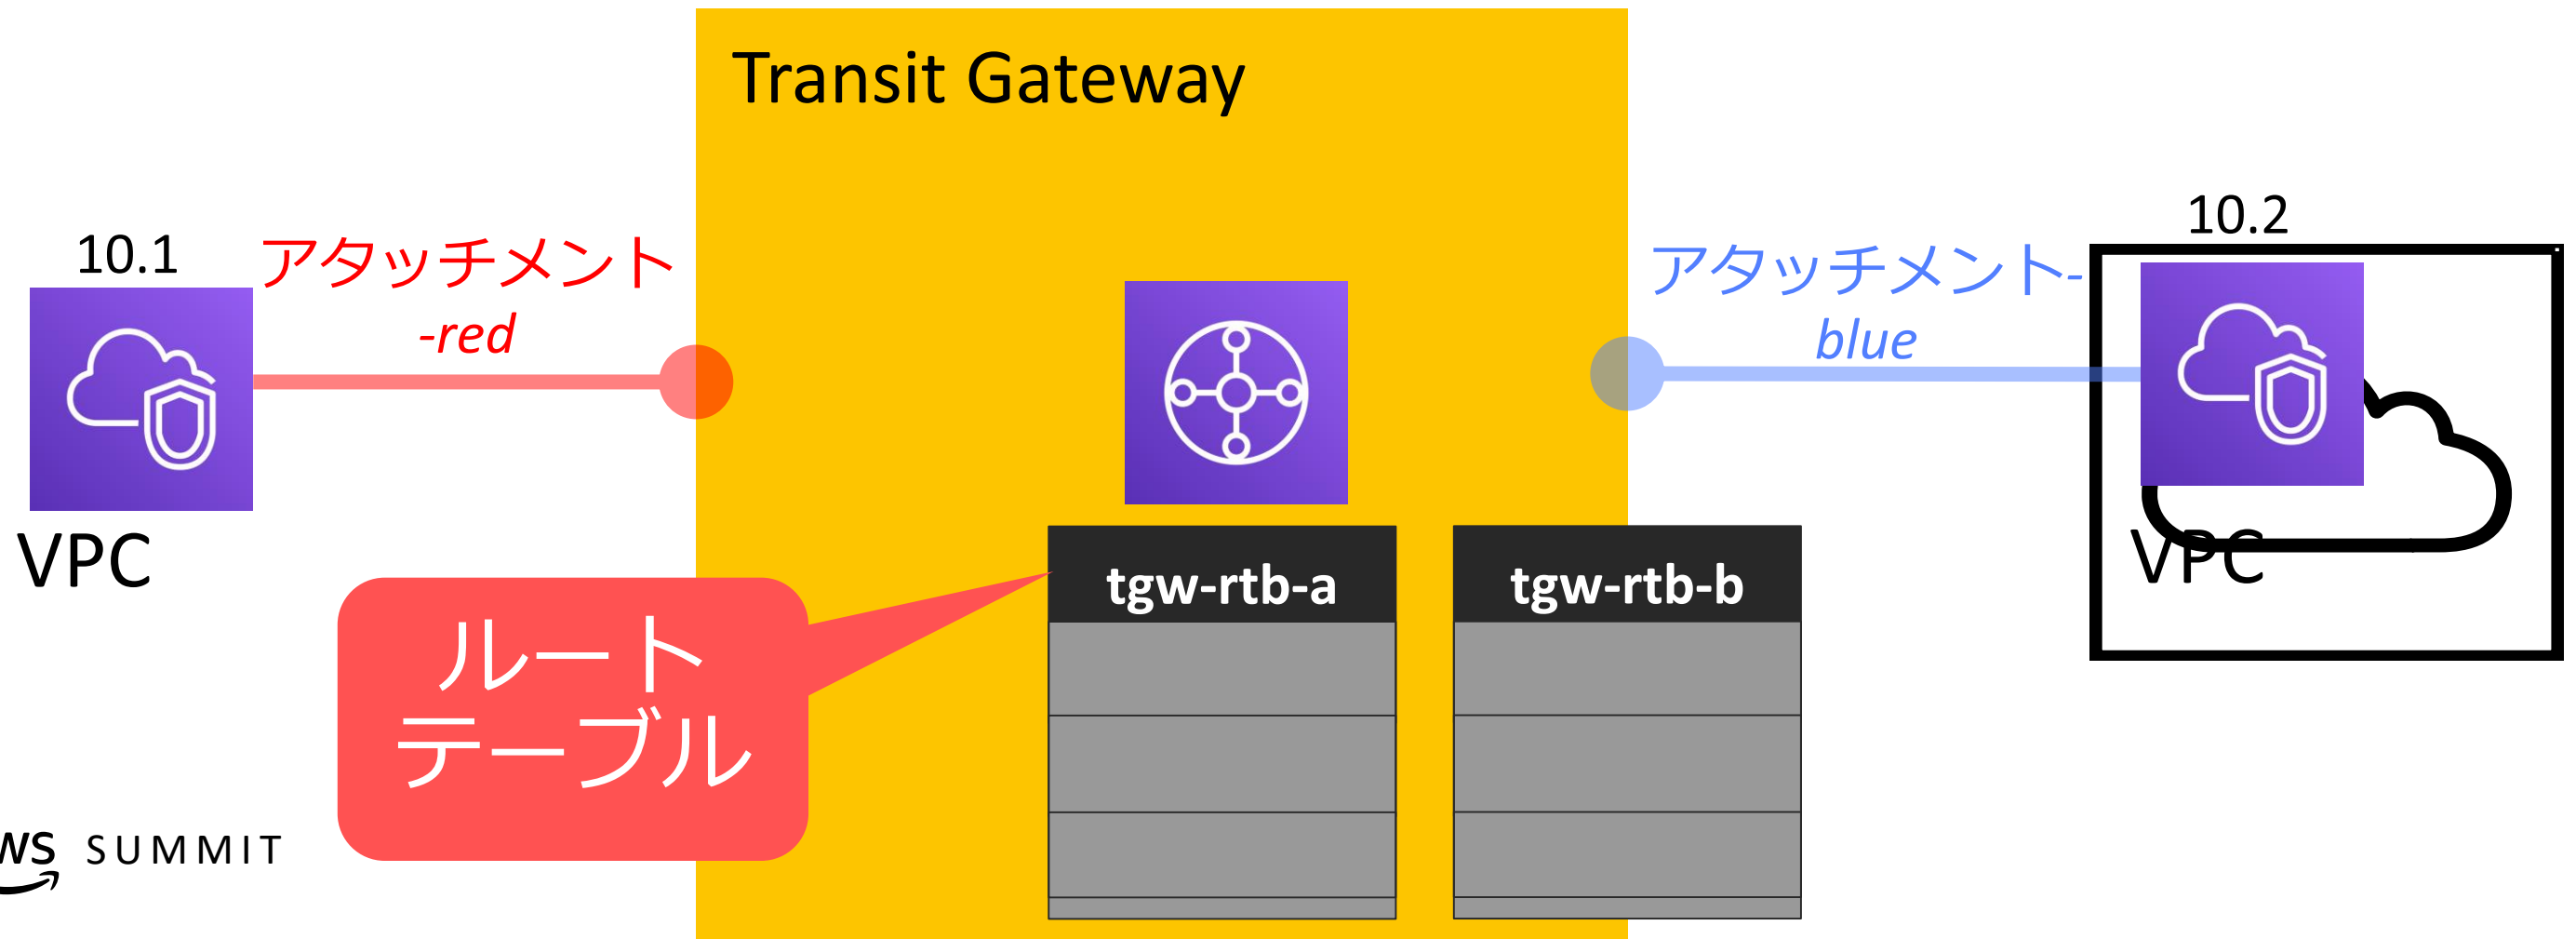 Transit Gateway
10.1
アタッチメント
-red
VPC
10.2
アタッチメント-
blue
VPC
tgw-rtb-a
tgw-rtb-b
ルート
テーブル
ws SUMMIT